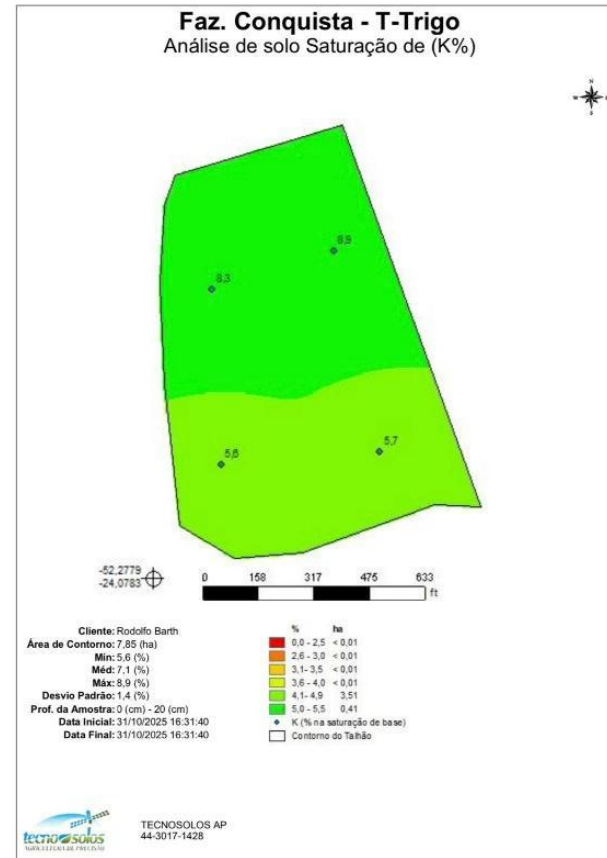 Faz. Conquista - T-Trigo
Análise de solo Saturação de (K%)
N
W
S
8,9
8,3
5,7
5,6
-52,2779
-24,0783
0 158 317 475 633
ft
Cliente: Rodolfo Barth
Área de Contorno: 7,85 (ha)
Min: 5,6 (%)
Méd: 7,1 (%)
Máx: 8,9 (%)
Desvio Padrão: 1,4 (%)
Prof. da Amostra: 0 (cm) - 20 (cm)
Data Inicial: 31/10/2025 16:31:40
Data Final: 31/10/2025 16:31:40
% ha
0,0 - 2,5 < 0,01
2,6 - 3,0 < 0,01
3,1 - 3,5 < 0,01
3,6 - 4,0 < 0,01
4,1 - 4,9 3,51
5,0 - 5,5 0,41
K (% na saturação de base)
Contorno do Talhão
tecnosolos
AGRICULTURA DE PRECISÃO
TECNOSOLOS AP
44-3017-1428